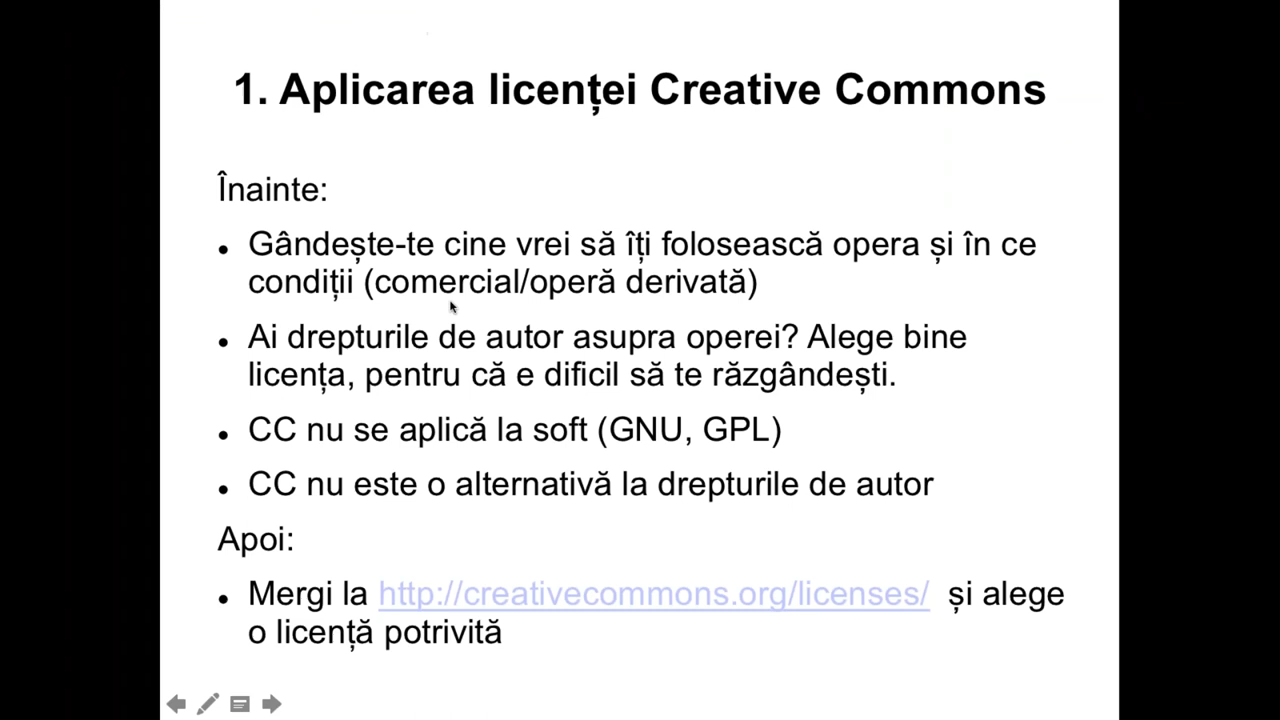 1. Aplicarea licenței Creative Commons
Înainte:
• Gândește-te cine vrei să îți folosească opera și în ce
condiții (comercial/operă derivată)
• Ai drepturile de autor asupra operei? Alege bine
licența, pentru că e dificil să te răzgândești.
• CC nu se aplică la soft (GNU, GPL)
• CC nu este o alternativă la drepturile de autor
Apoi:
• Mergi la http://creativecommons.org/licenses/ și alege
o licență potrivită